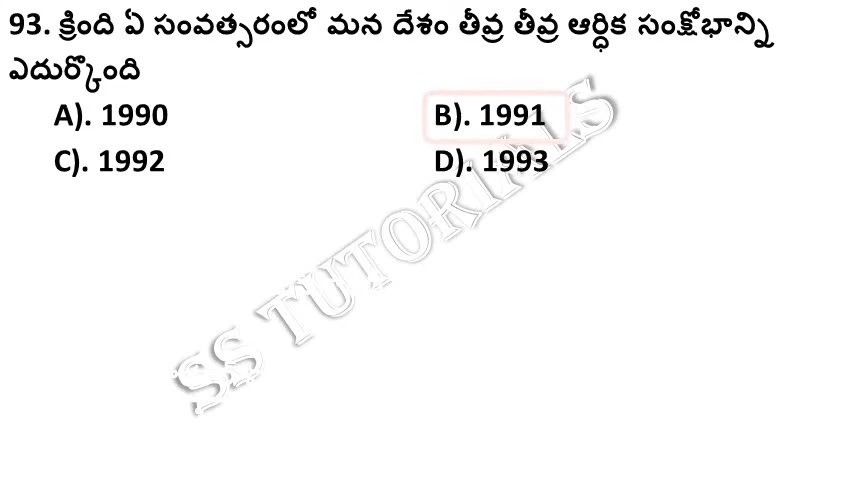 93. క్రింది ఏ సంవత్సరంలో మన దేశం తీవ్ర తీవ్ర ఆర్ధిక సంక్షోభాన్ని
ఎదుర్కొంది
A). 1990 B). 1991
C). 1992 D). 1993
SS TUTORIALS